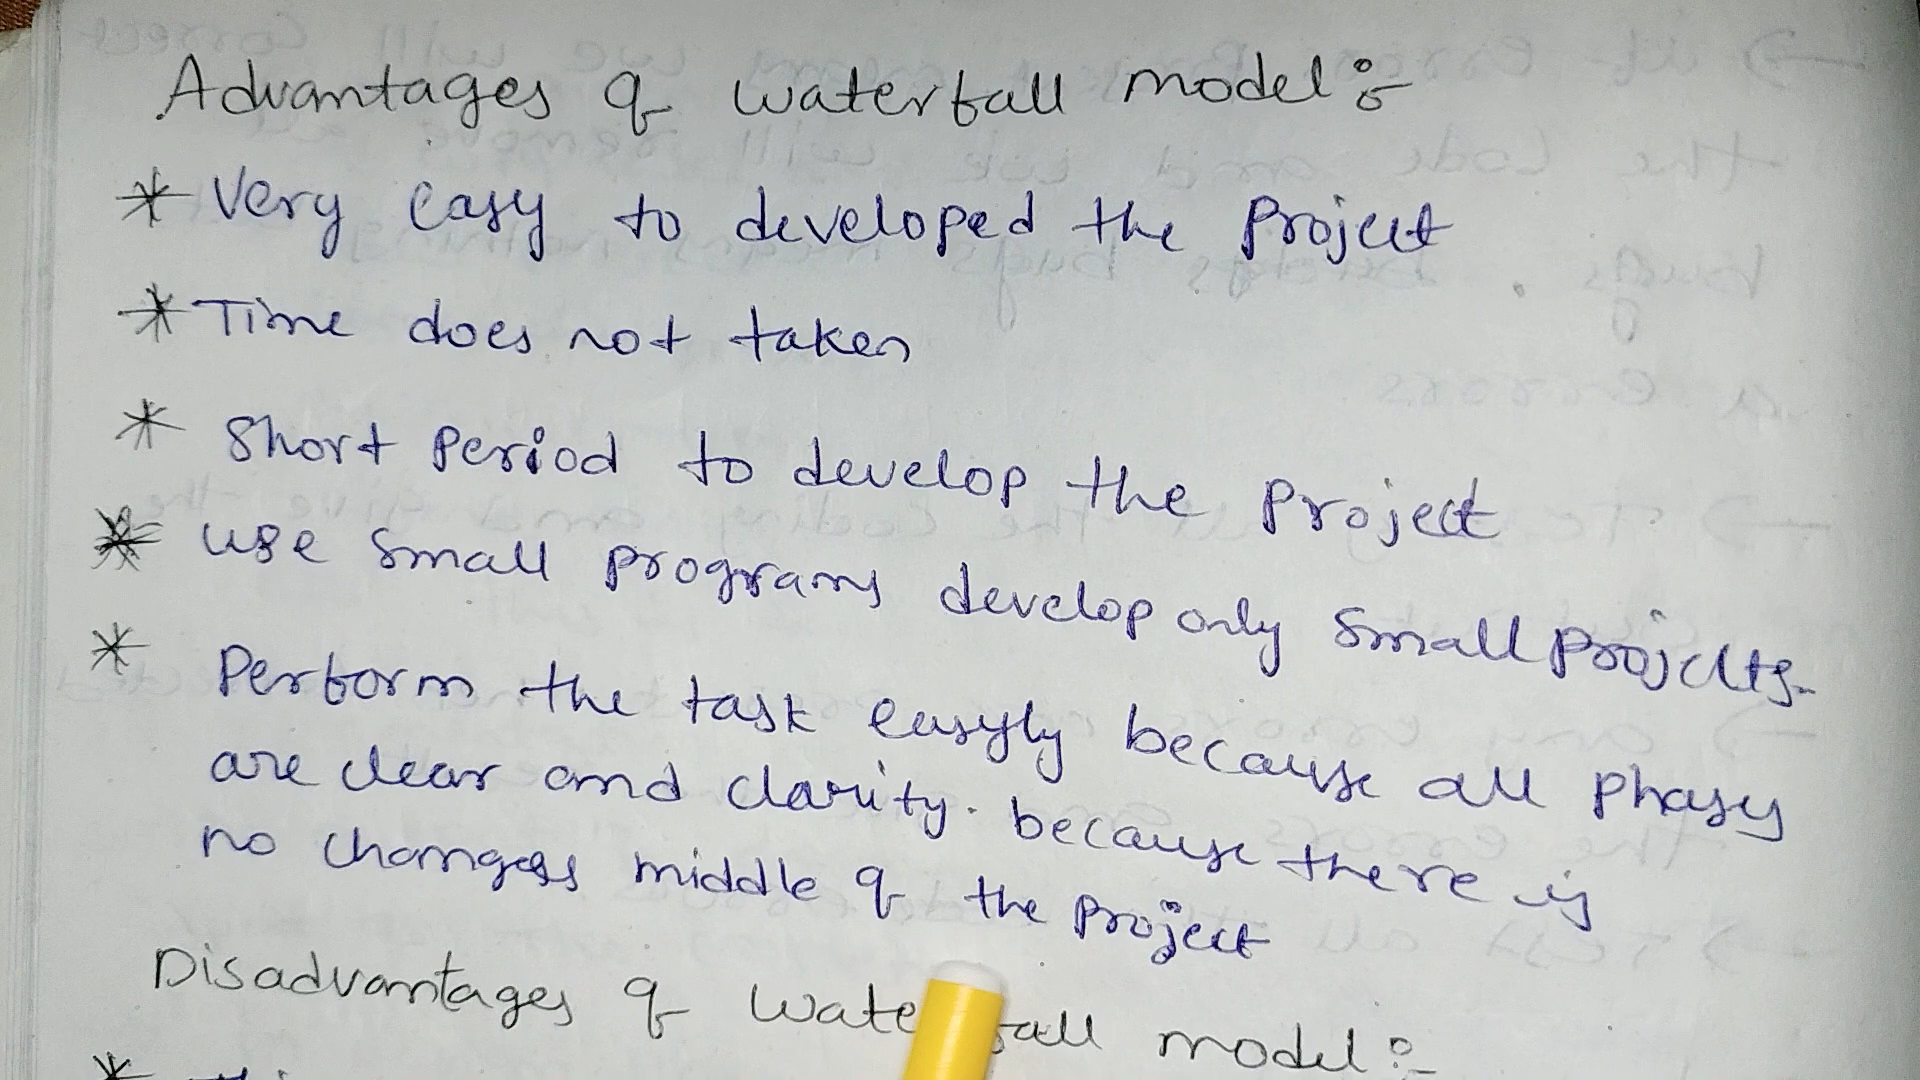 Advantages of waterfall model:-
* Very easy to developed the project
* Time does not taken
* Short period to develop the project
* use small programs develop only small projects.
* Perform the task easyly because all phases
are clear and clarity. because there is
no changes middle of the project
Disadvantages of Wate fall model:-
*